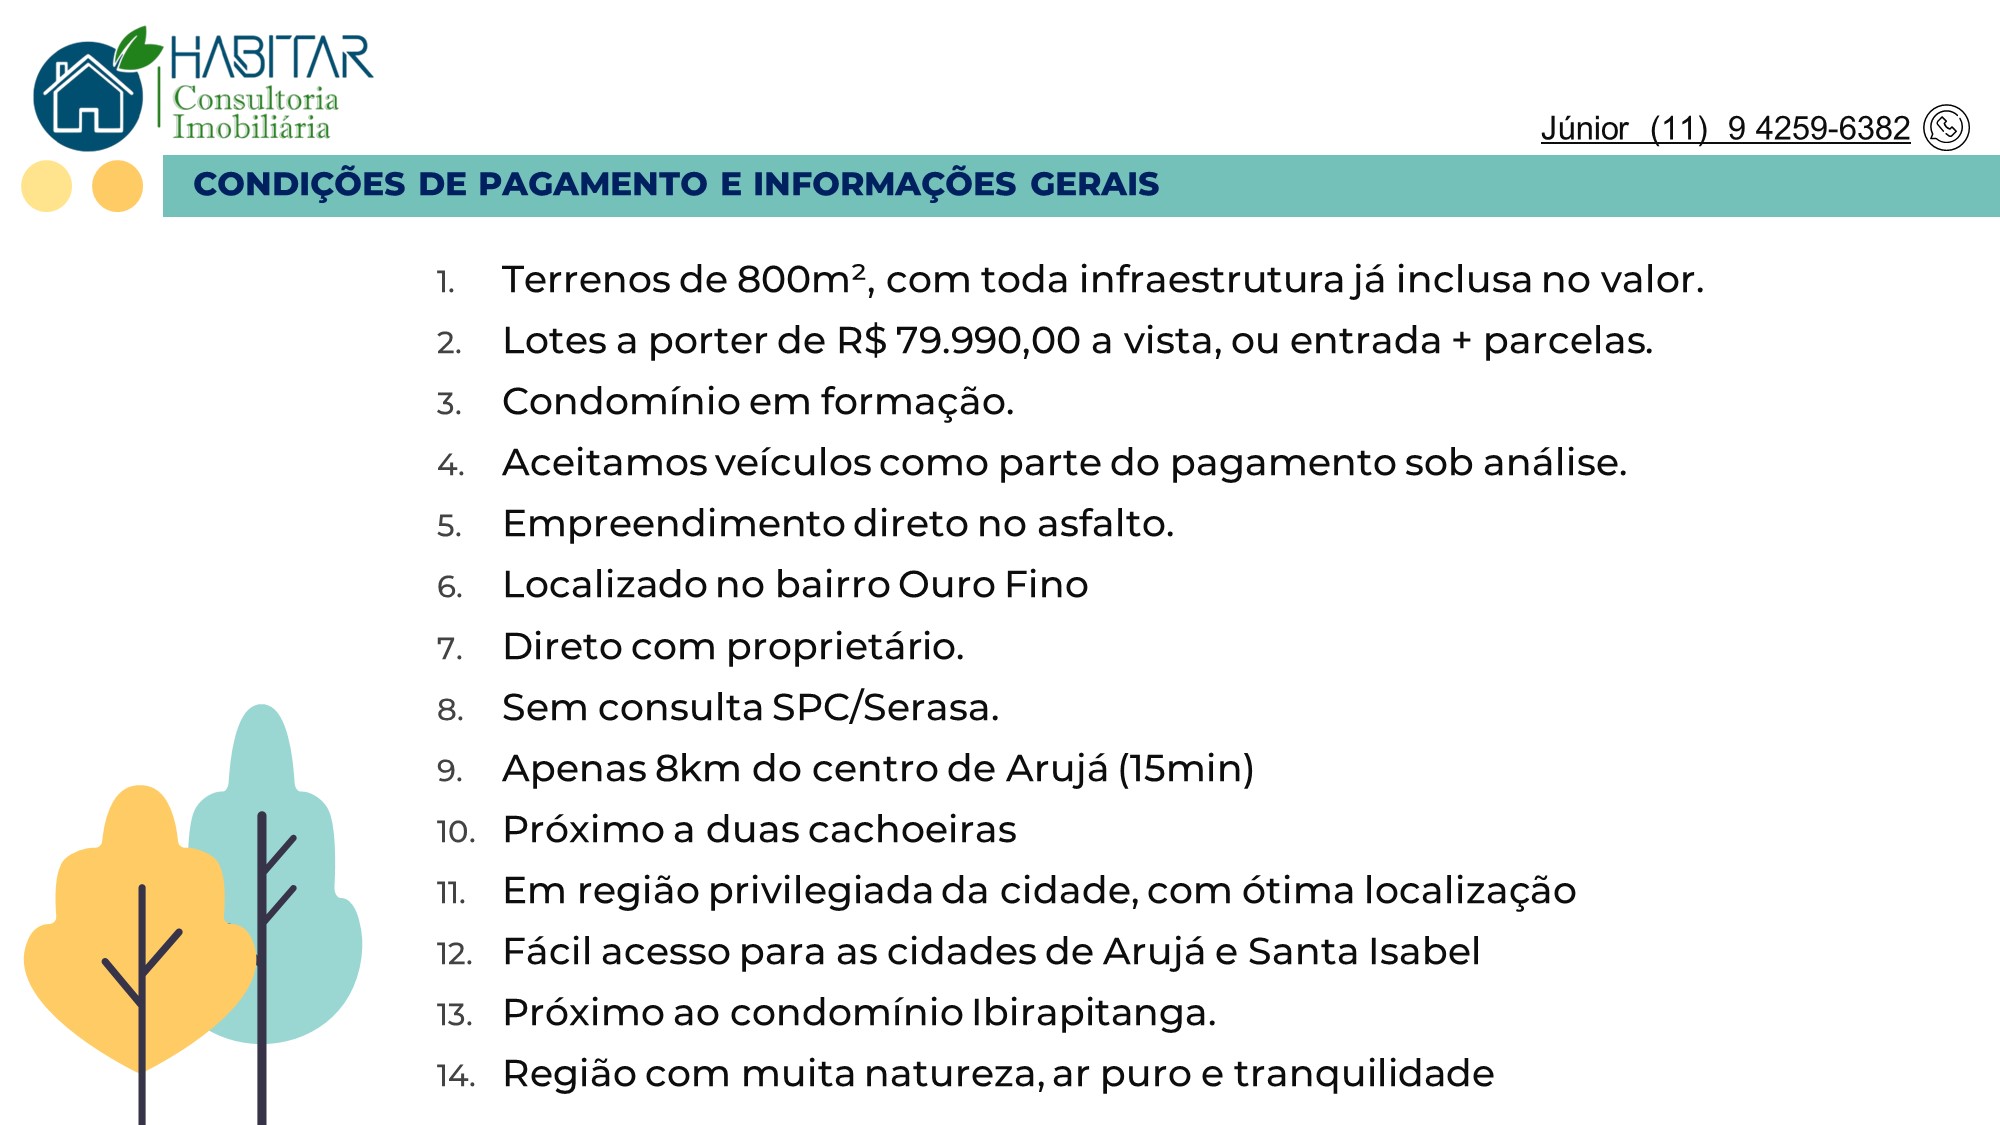 HABITAR
Consultoria
Imobiliária
Júnior (11) 9 4259-6382
CONDIÇÕES DE PAGAMENTO E INFORMAÇÕES GERAIS
1. Terrenos de 800m², com toda infraestrutura já inclusa no valor.
2. Lotes a porter de R$ 79.990,00 a vista, ou entrada + parcelas.
3. Condomínio em formação.
4. Aceitamos veículos como parte do pagamento sob análise.
5. Empreendimento direto no asfalto.
6. Localizado no bairro Ouro Fino
7. Direto com proprietário.
8. Sem consulta SPC/Serasa.
9. Apenas 8km do centro de Arujá (15min)
10. Próximo a duas cachoeiras
11. Em região privilegiada da cidade, com ótima localização
12. Fácil acesso para as cidades de Arujá e Santa Isabel
13. Próximo ao condomínio Ibirapitanga.
14. Região com muita natureza, ar puro e tranquilidade